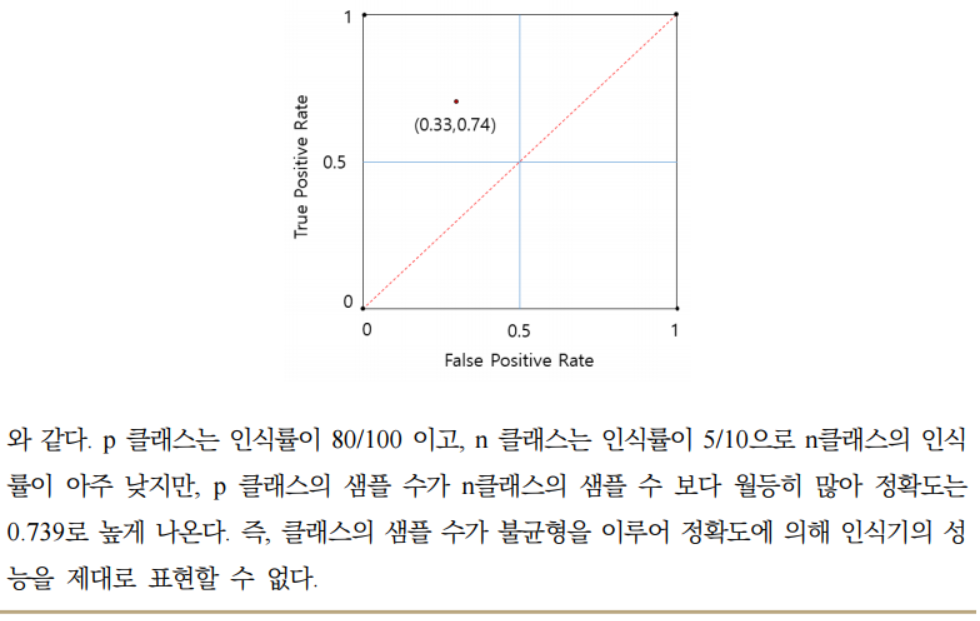 1
True Positive Rate
(0.33,0.74)
0.5
0
0
0.5
1
False Positive Rate
와 같다. p 클래스는 인식률이 80/100 이고, n 클래스는 인식률이 5/10으로 n클래스의 인식
률이 아주 낮지만, p 클래스의 샘플 수가 n클래스의 샘플 수 보다 월등히 많아 정확도는
0.739로 높게 나온다. 즉, 클래스의 샘플 수가 불균형을 이루어 정확도에 의해 인식기의 성
능을 제대로 표현할 수 없다.